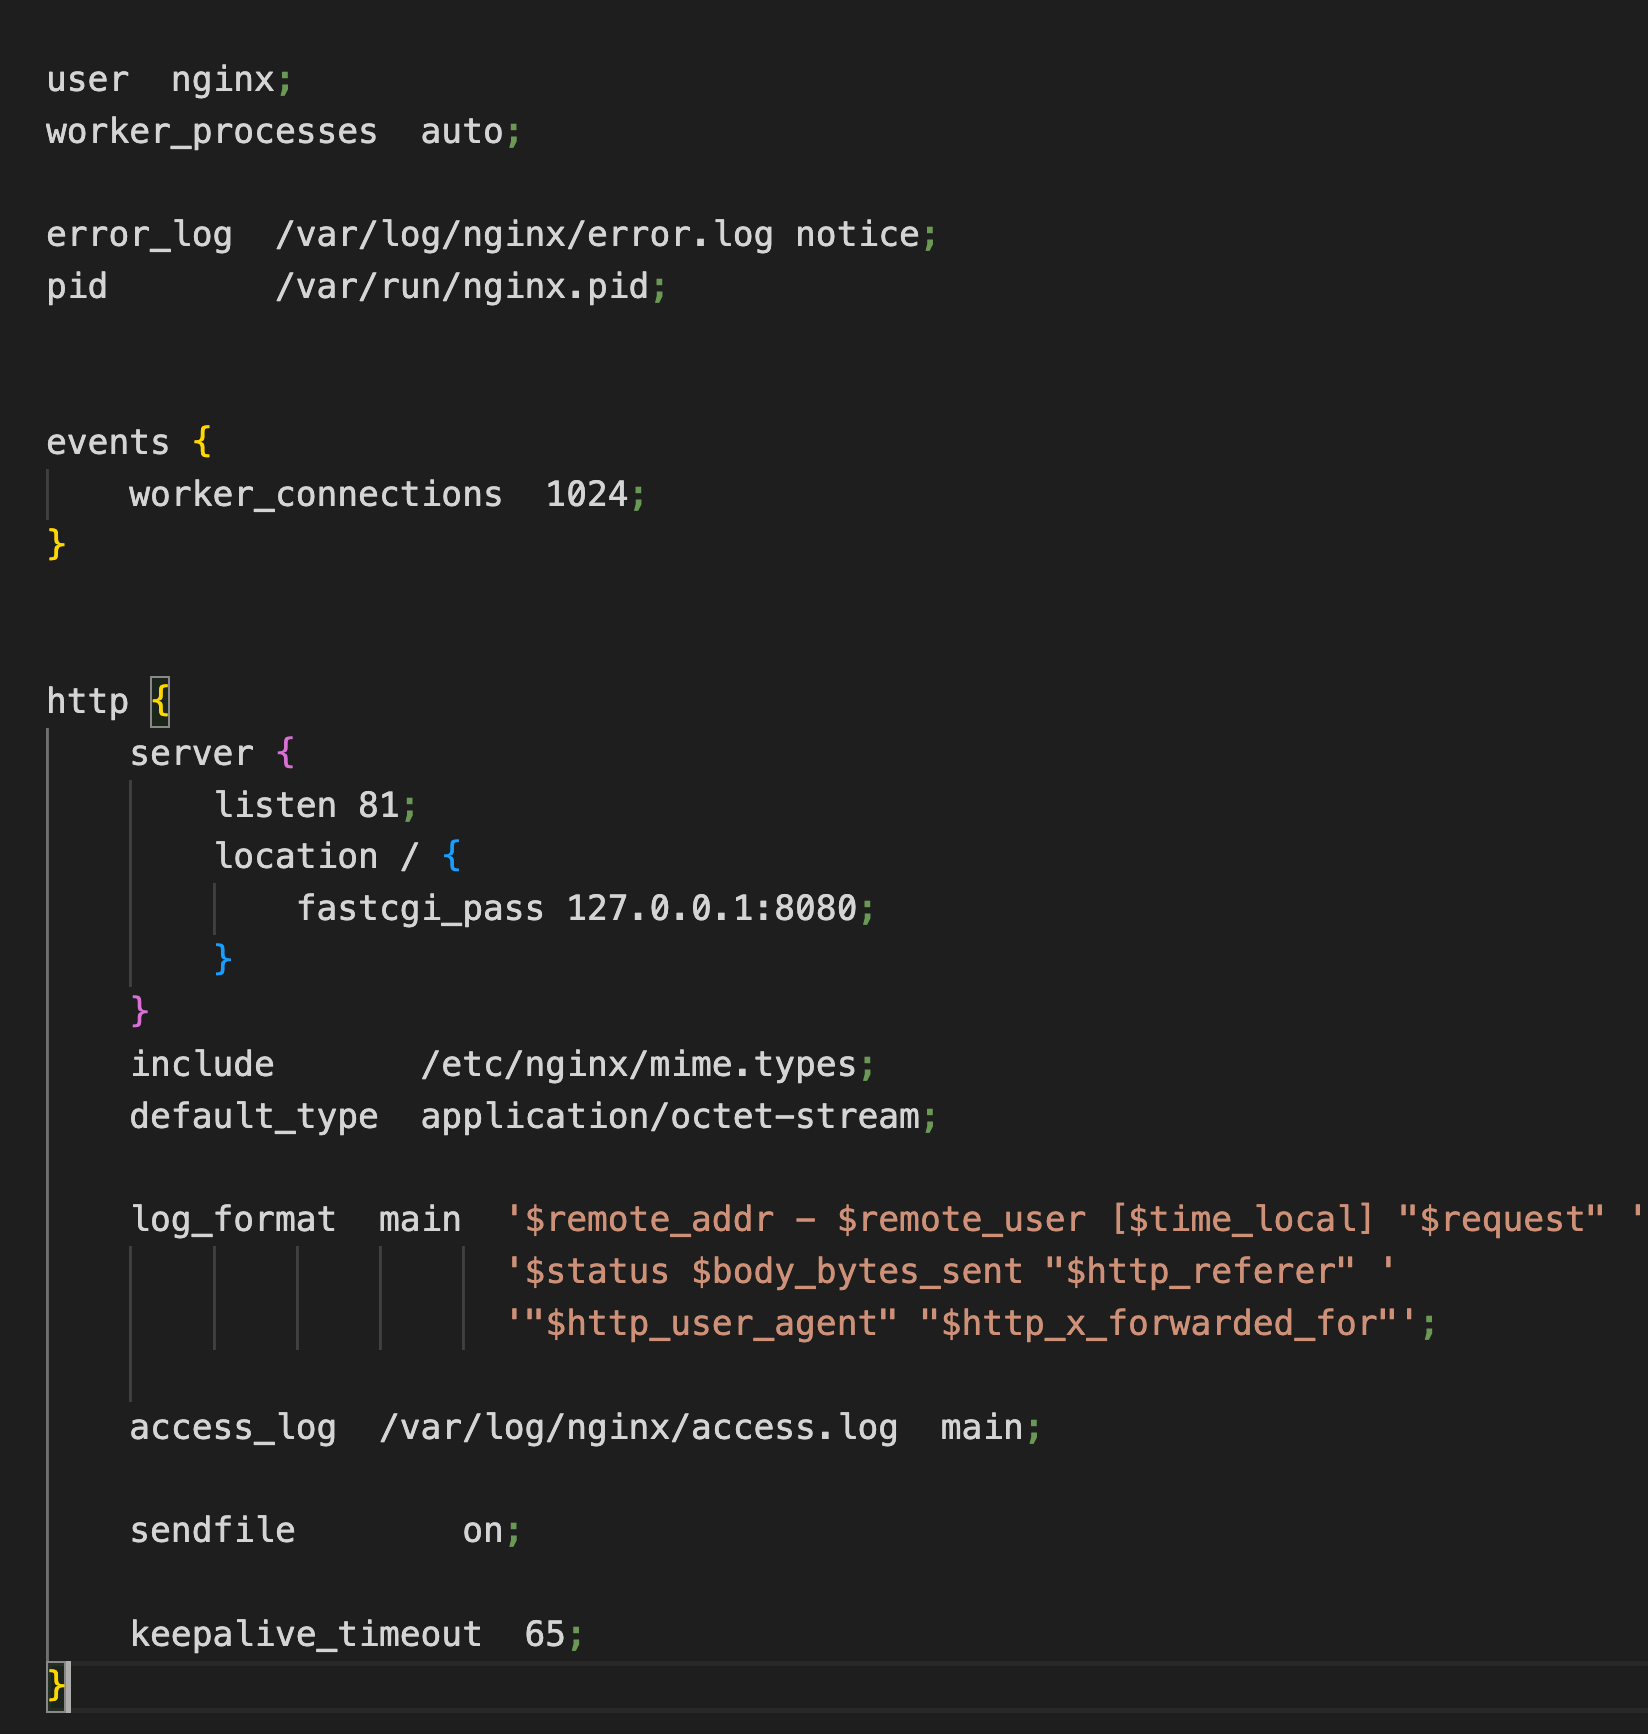 user  nginx;
worker_processes  auto;
error_log  /var/log/nginx/error.log notice;
pid        /var/run/nginx.pid;
events {
    worker_connections  1024;
}
http {
    server {
        listen 81;
        location / {
            fastcgi_pass 127.0.0.1:8080;
        }
    }
    include       /etc/nginx/mime.types;
    default_type  application/octet-stream;
    log_format  main  '$remote_addr - $remote_user [$time_local] "$request" '
                      '$status $body_bytes_sent "$http_referer" '
                      '"$http_user_agent" "$http_x_forwarded_for"';
    access_log  /var/log/nginx/access.log  main;
    sendfile        on;
    keepalive_timeout  65;
}